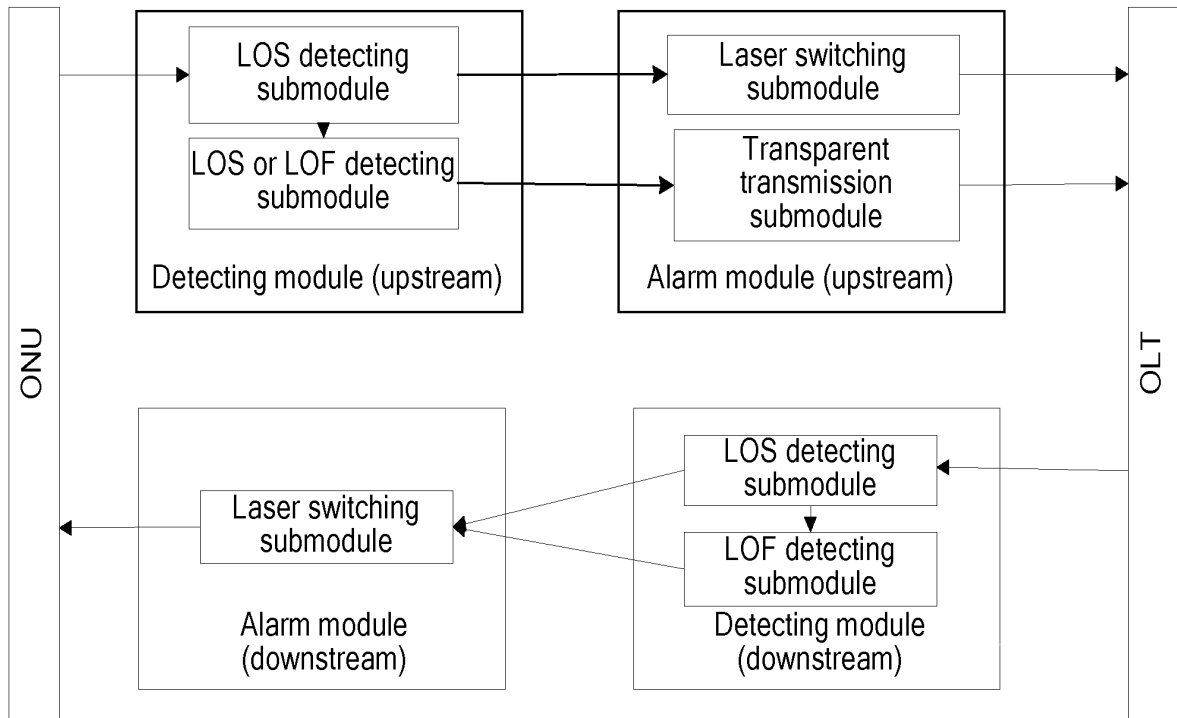 LOS detecting
submodule
LOS or LOF detecting
submodule
Detecting module (upstream)
Laser switching
submodule
Transparent
transmission
submodule
Alarm module (upstream)
ONU
OLT
Laser switching
submodule
Alarm module
(downstream)
LOS detecting
submodule
LOF detecting
submodule
Detecting module
(downstream)